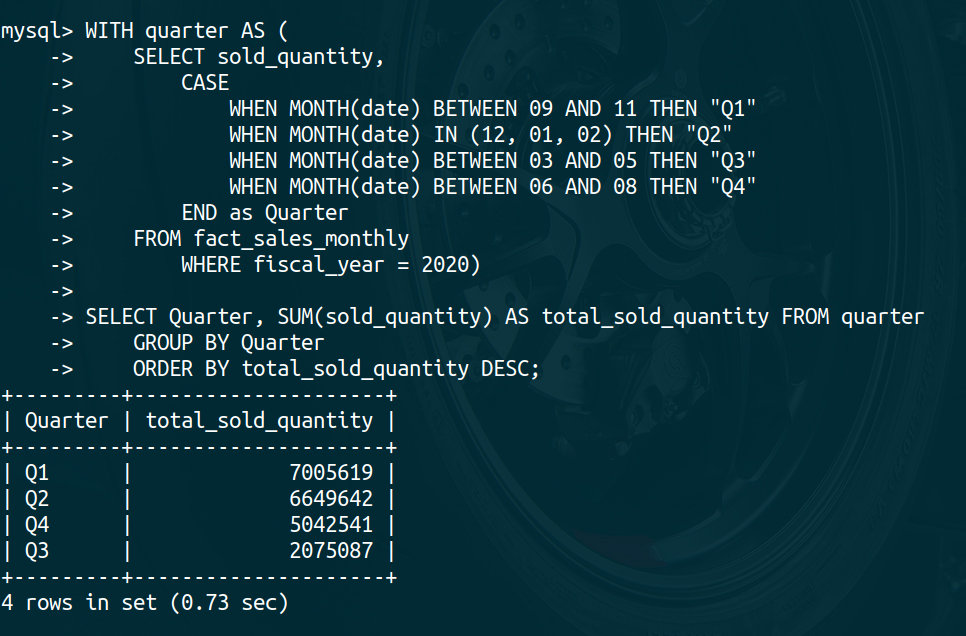 mysql> WITH quarter AS (
    ->     SELECT sold_quantity,
    ->         CASE
    ->             WHEN MONTH(date) BETWEEN 09 AND 11 THEN "Q1"
    ->             WHEN MONTH(date) IN (12, 01, 02) THEN "Q2"
    ->             WHEN MONTH(date) BETWEEN 03 AND 05 THEN "Q3"
    ->             WHEN MONTH(date) BETWEEN 06 AND 08 THEN "Q4"
    ->         END as Quarter
    ->     FROM fact_sales_monthly
    ->         WHERE fiscal_year = 2020)
    ->
    -> SELECT Quarter, SUM(sold_quantity) AS total_sold_quantity FROM quarter
    ->     GROUP BY Quarter
    ->     ORDER BY total_sold_quantity DESC;
+---------+---------------------+
| Quarter | total_sold_quantity |
+---------+---------------------+
| Q1      |             7005619 |
| Q2      |             6649642 |
| Q4      |             5042541 |
| Q3      |             2075087 |
+---------+---------------------+
4 rows in set (0.73 sec)